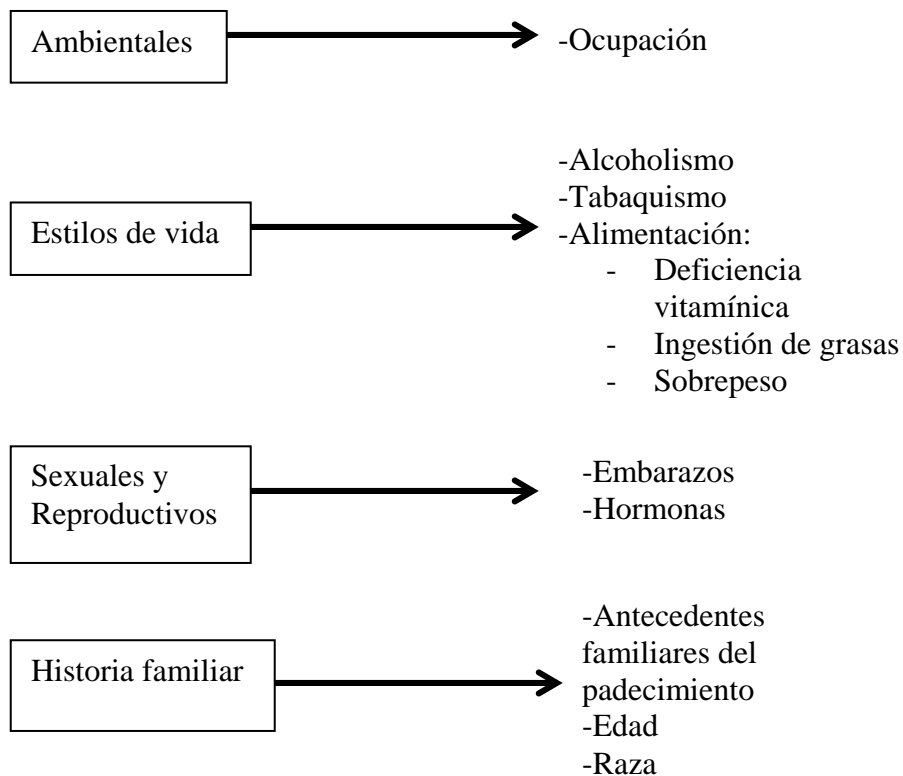 Ambientales
-Ocupación
Estilos de vida
-Alcoholismo
-Tabaquismo
-Alimentación:
- Deficiencia
vitamínica
- Ingestión de grasas
- Sobrepeso
Sexuales y
Reproductivos
-Embarazos
-Hormonas
Historia familiar
-Antecedentes
familiares del
padecimiento
-Edad
-Raza